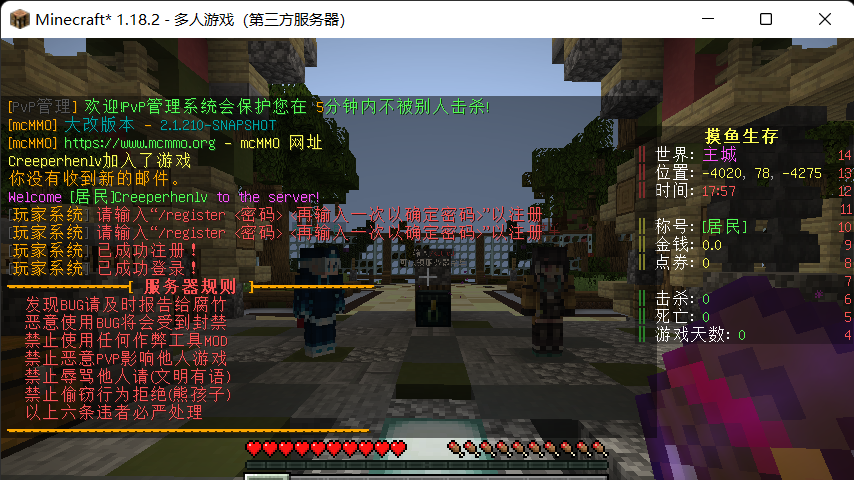 Minecraft* 1.18.2 - 多人游戏（第三方服务器）
[PvP管理] 欢迎!PvP管理系统会保护您在 5分钟内不被别人击杀!
[mcMMO] 大改版本 - 2.1.210-SNAPSHOT
[mcMMO] https://www.mcmmo.org - mcMMO 网址
Creeperhenlv加入了游戏
你没有收到新的邮件。
Welcome [居民]Creeperhenlv to the server!
[玩家系统] 请输入“/register <密码> <再输入一次以确定密码>”以注册
[玩家系统] 请输入“/register <密码> <再输入一次以确定密码>”以注册
[玩家系统] 已成功注册！
[玩家系统] 已成功登录！
[ 服务器规则 ]
发现BUG请及时报告给腐竹
恶意使用BUG将会受到封禁
禁止使用任何作弊工具MOD
禁止恶意PVP影响他人游戏
禁止辱骂他人请(文明有语)
禁止偷窃行为拒绝(熊孩子)
以上六条违者必严处理
摸鱼生存
世界: 主城 14
位置: -4020, 78, -4275 13
时间: 17:57 12
11
称号: [居民] 10
金钱: 0.0 9
点券: 0 8
7
击杀: 0 6
死亡: 0 5
游戏天数: 0 4